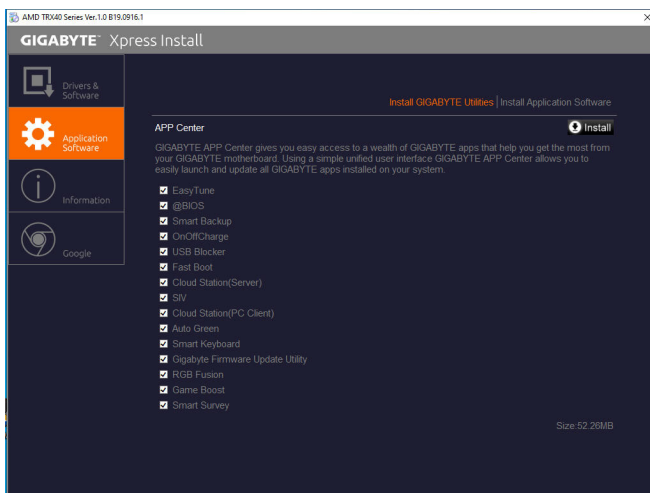 AMD TRX40 Series Ver.1.0 B19.0916.1
GIGABYTE™ Xpress Install
Drivers &
Software
Install GIGABYTE Utilities | Install Application Software
Application
Software
APP Center
Install
GIGABYTE APP Center gives you easy access to a wealth of GIGABYTE apps that help you get the most from
your GIGABYTE motherboard. Using a simple unified user interface GIGABYTE APP Center allows you to
easily launch and update all GIGABYTE apps installed on your system.
Information
Google
EasyTune
@BIOS
Smart Backup
OnOffCharge
USB Blocker
Fast Boot
Cloud Station(Server)
SIV
Cloud Station(PC Client)
Auto Green
Smart Keyboard
Gigabyte Firmware Update Utility
RGB Fusion
Game Boost
Smart Survey
Size:52.26MB